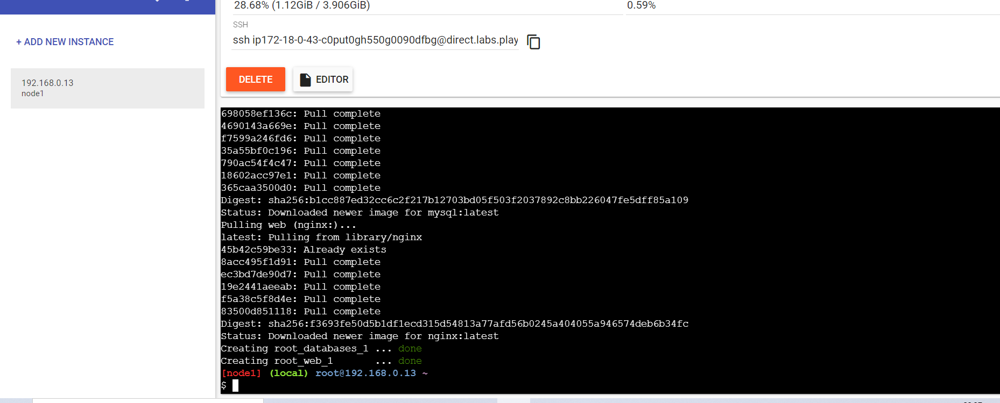 28.68% (1.12GiB / 3.906GiB)
0.59%
SSH
ssh ip172-18-0-43-c0put0gh550g0090dfbg@direct.labs.play
+ ADD NEW INSTANCE
192.168.0.13
node1
DELETE
EDITOR
698058ef136c: Pull complete
4690143a669e: Pull complete
f7599a246fd6: Pull complete
35a55bf0c196: Pull complete
790ac54f4c47: Pull complete
18602acc97e1: Pull complete
365caa3500d0: Pull complete
Digest: sha256:b1cc887ed32cc6c2f217b12703bd05f503f2037892c8bb226047fe5dff85a109
Status: Downloaded newer image for mysql:latest
Pulling web (nginx:)...
latest: Pulling from library/nginx
45b42c59be33: Already exists
8acc495f1d91: Pull complete
ec3bd7de90d7: Pull complete
19e2441aeeab: Pull complete
f5a38c5f8d4e: Pull complete
83500d851118: Pull complete
Digest: sha256:f3693fe50d5b1df1ecd315d54813a77afd56b0245a404055a946574deb6b34fc
Status: Downloaded newer image for nginx:latest
Creating root_databases_1 ... done
Creating root_web_1       ... done
[node1] (local) root@192.168.0.13 ~
$